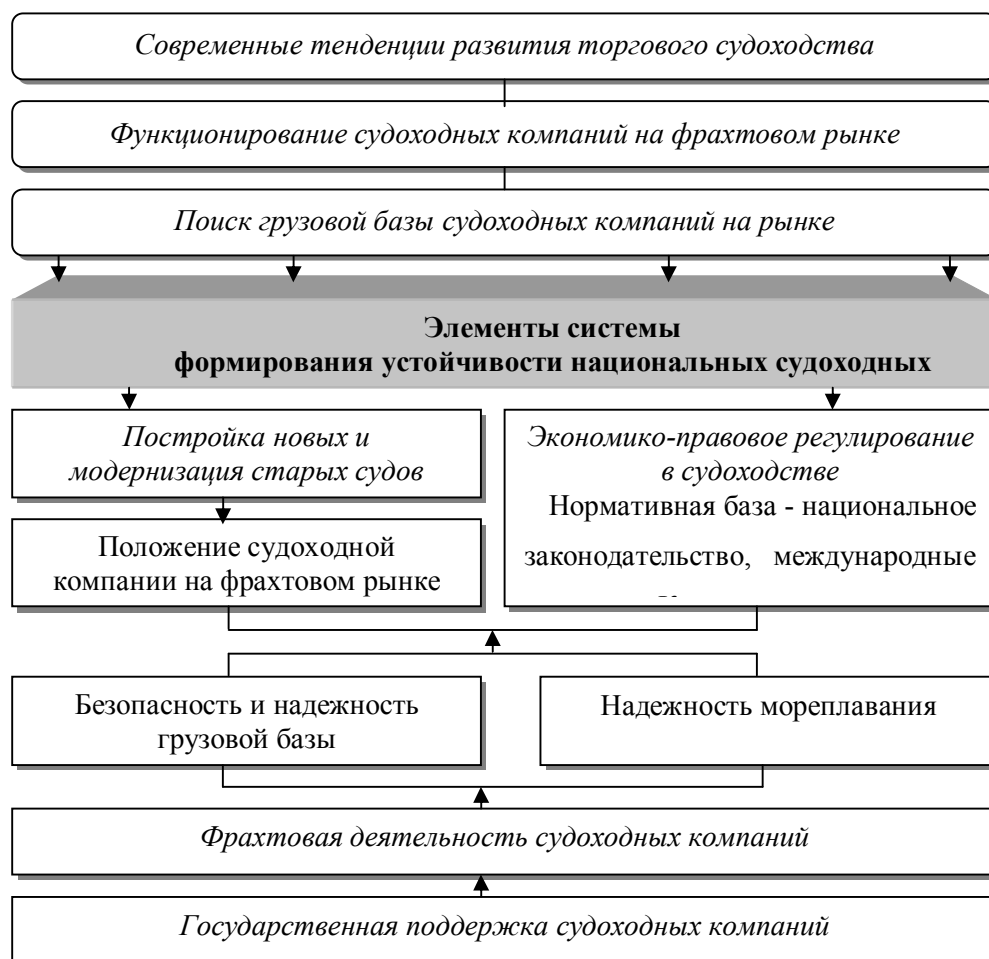 Современные тенденции развития торгового судоходства
Функционирование судоходных компаний на фрахтовом рынке
Поиск грузовой базы судоходных компаний на рынке
Элементы системы
формирования устойчивости национальных судоходных
Постройка новых и
модернизация старых судов
Положение судоходной
компании на фрахтовом рынке
Экономико-правовое регулирование
в судоходстве
Нормативная база - национальное
законодательство, международные
Безопасность и надежность
грузовой базы
Надежность мореплавания
Фрахтовая деятельность судоходных компаний
Государственная поддержка судоходных компаний